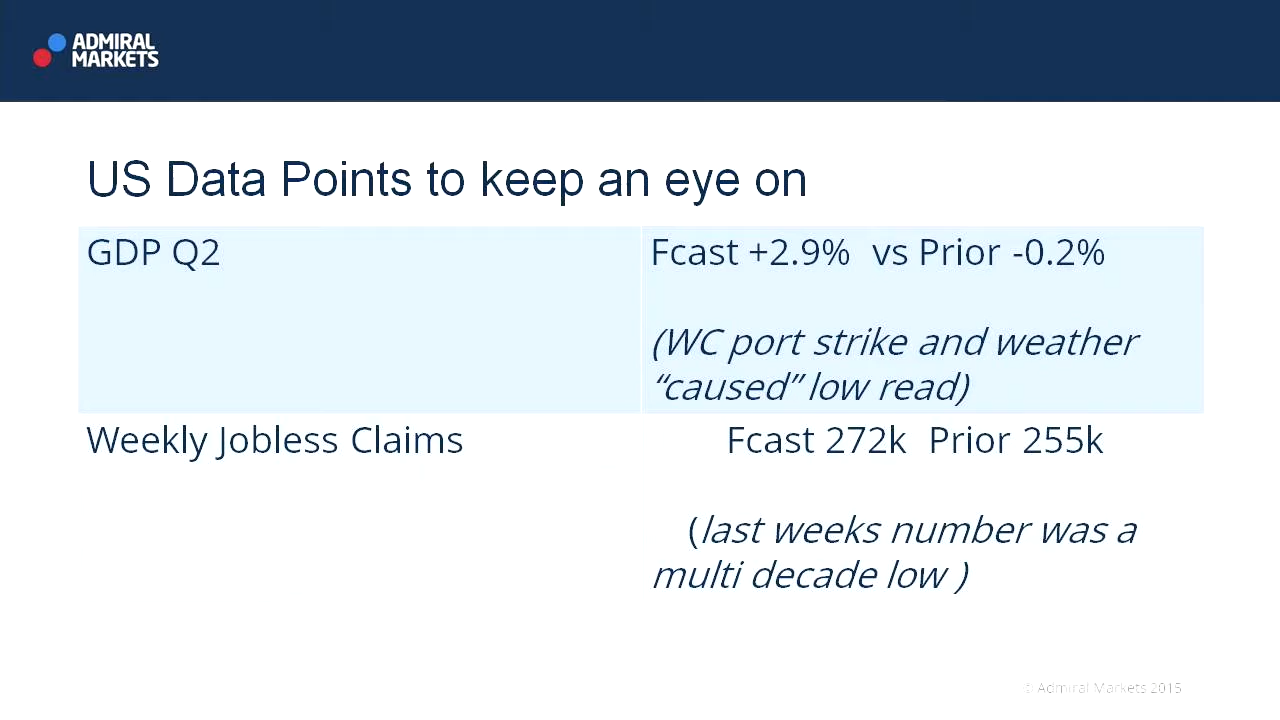 ADMIRAL
MARKETS
US Data Points to keep an eye on
GDP Q2
Fcast +2.9%  vs Prior -0.2%
(WC port strike and weather
“caused” low read)
Weekly Jobless Claims
Fcast 272k  Prior 255k
(last weeks number was a
multi decade low )
© Admiral Markets 2015